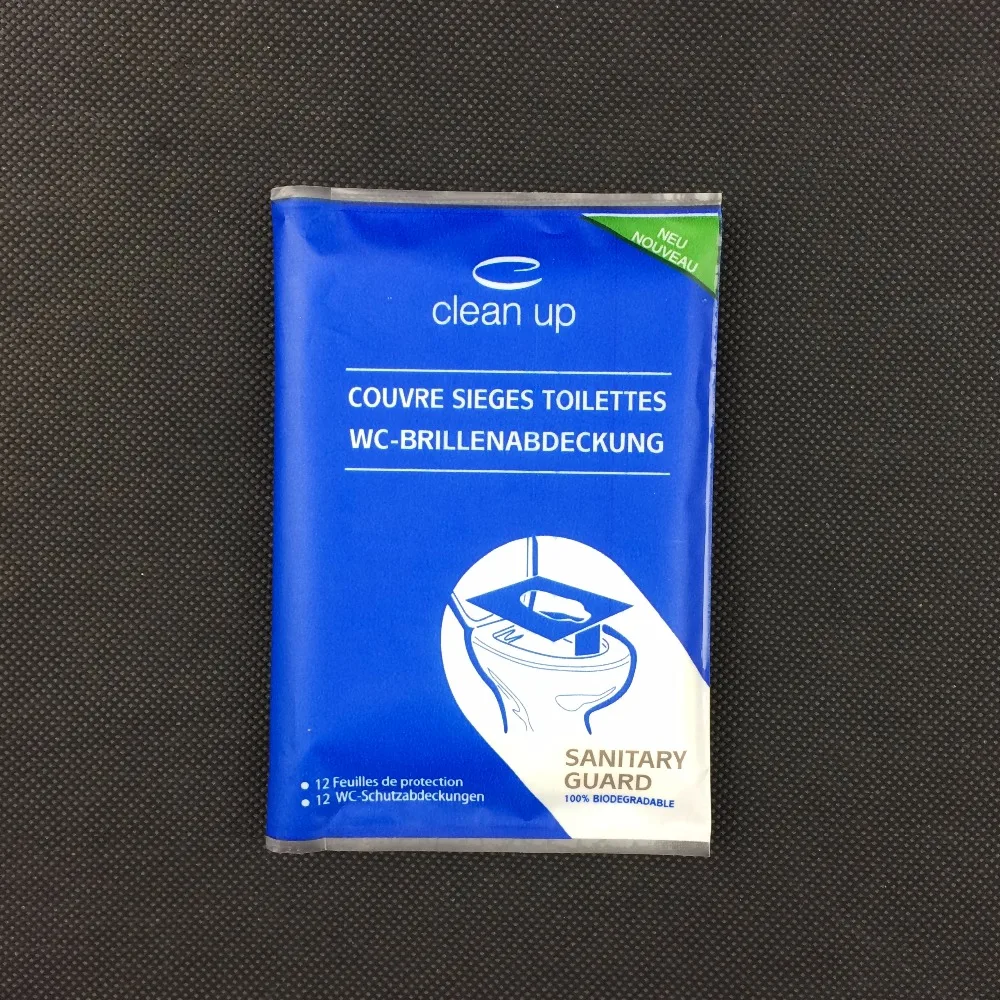 NEU
NOUVEAU
clean up
COUVRE SIEGES TOILETTES
WC-BRILLENABDECKUNG
SANITARY
GUARD
100% BIODEGRADABLE
• 12 Feuilles de protection
• 12 WC-Schutzabdeckungen